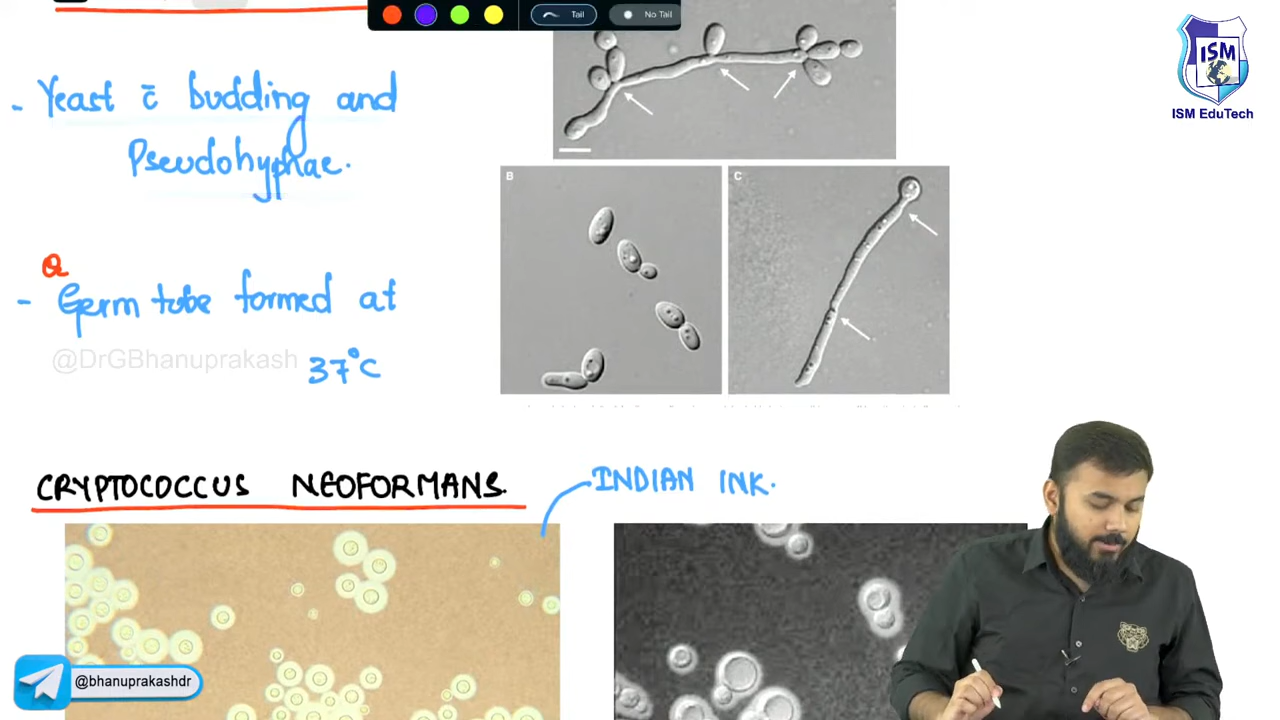 Tail
No Tail
ISM
ISM EduTech
- Yeast c̄ budding and
Pseudohyphae.
B
C
Q
- Germ tube formed at
37°C
@DrGBhanuprakash
CRYPTOCOCCUS NEOFORMANS.
INDIAN INK.
@bhanuprakashdr